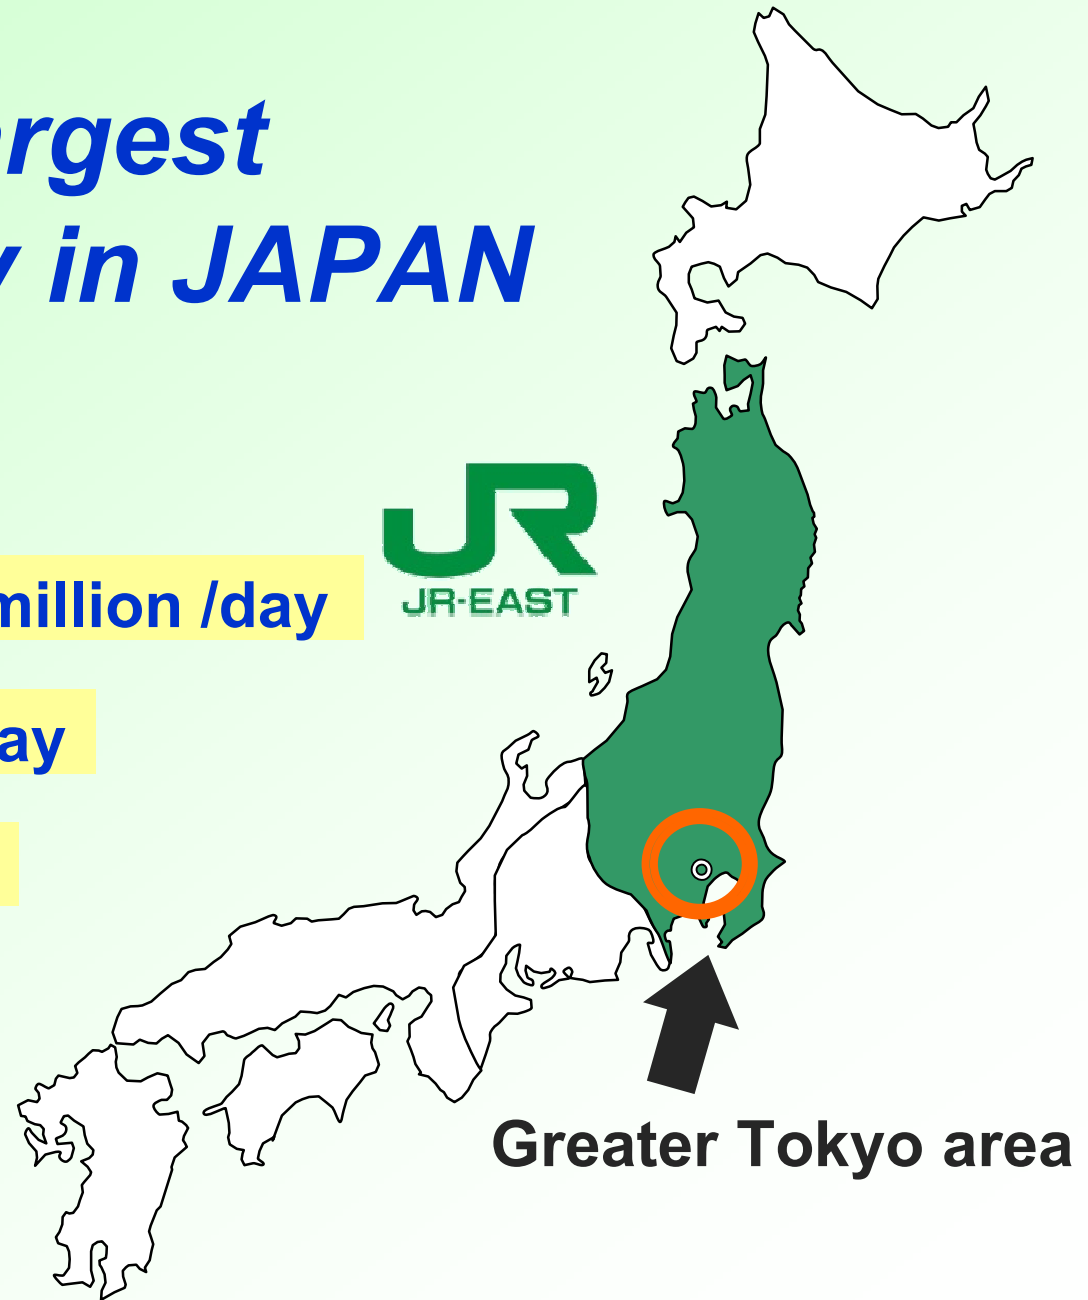 rgest
y in JAPAN
JR
JR-EAST
million /day
ay
Greater Tokyo area